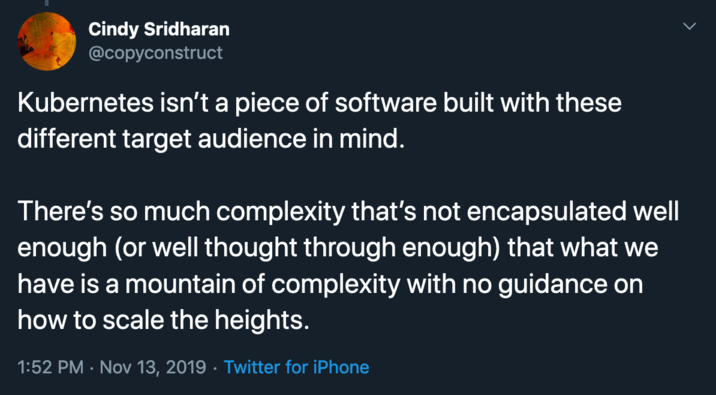 Cindy Sridharan
@copyconstruct
Kubernetes isn’t a piece of software built with these
different target audience in mind.
There’s so much complexity that’s not encapsulated well
enough (or well thought through enough) that what we
have is a mountain of complexity with no guidance on
how to scale the heights.
1:52 PM · Nov 13, 2019 · Twitter for iPhone